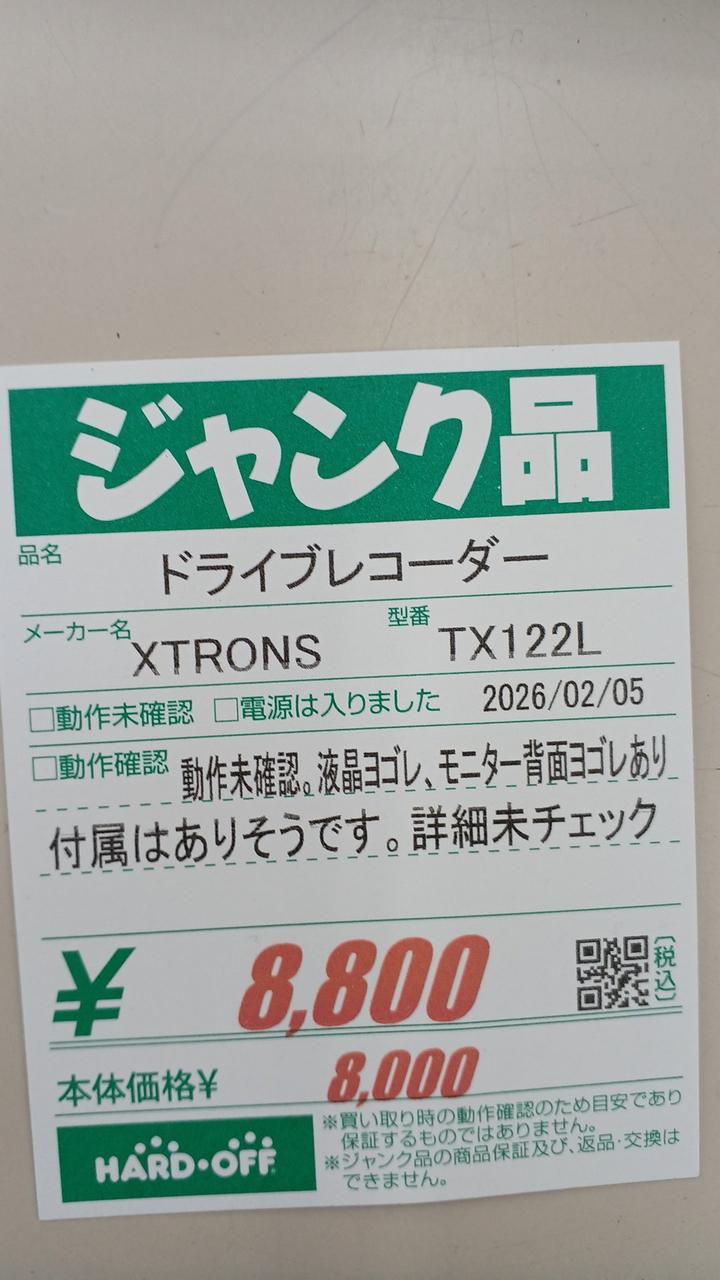 ジャンク品
品名 ドライブレコーダー
メーカー名 XTRONS 型番 TX122L
□動作未確認 □電源は入りました 2026/02/05
□動作確認 動作未確認。液晶ヨゴレ、モニター背面ヨゴレあり
付属はありそうです。詳細未チェック
¥ 8,800 (税込)
本体価格¥ 8,000
HARD・OFF
※買い取り時の動作確認のため目安であり
保証するものではありません。
※ジャンク品の商品保証及び、返品・交換は
できません。